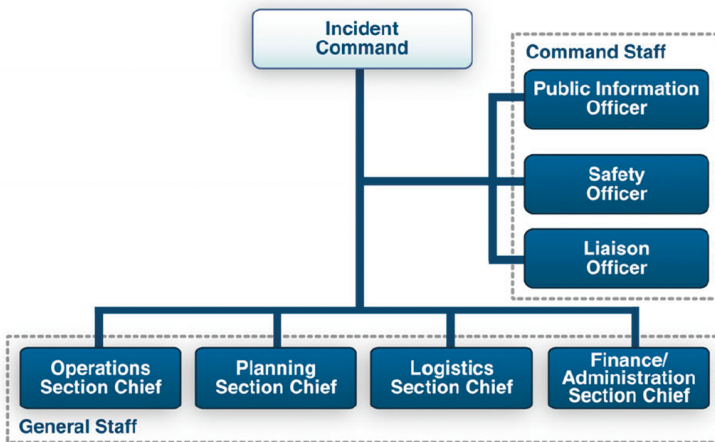 Incident
Command
Command Staff
Public Information
Officer
Safety
Officer
Liaison
Officer
Operations
Section Chief
Planning
Section Chief
Logistics
Section Chief
Finance/
Administration
Section Chief
General Staff